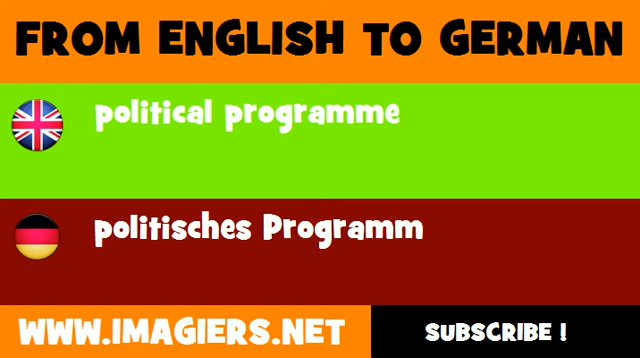 FROM ENGLISH TO GERMAN
political programme
politisches Programm
WWW.IMAGIERS.NET
SUBSCRIBE !